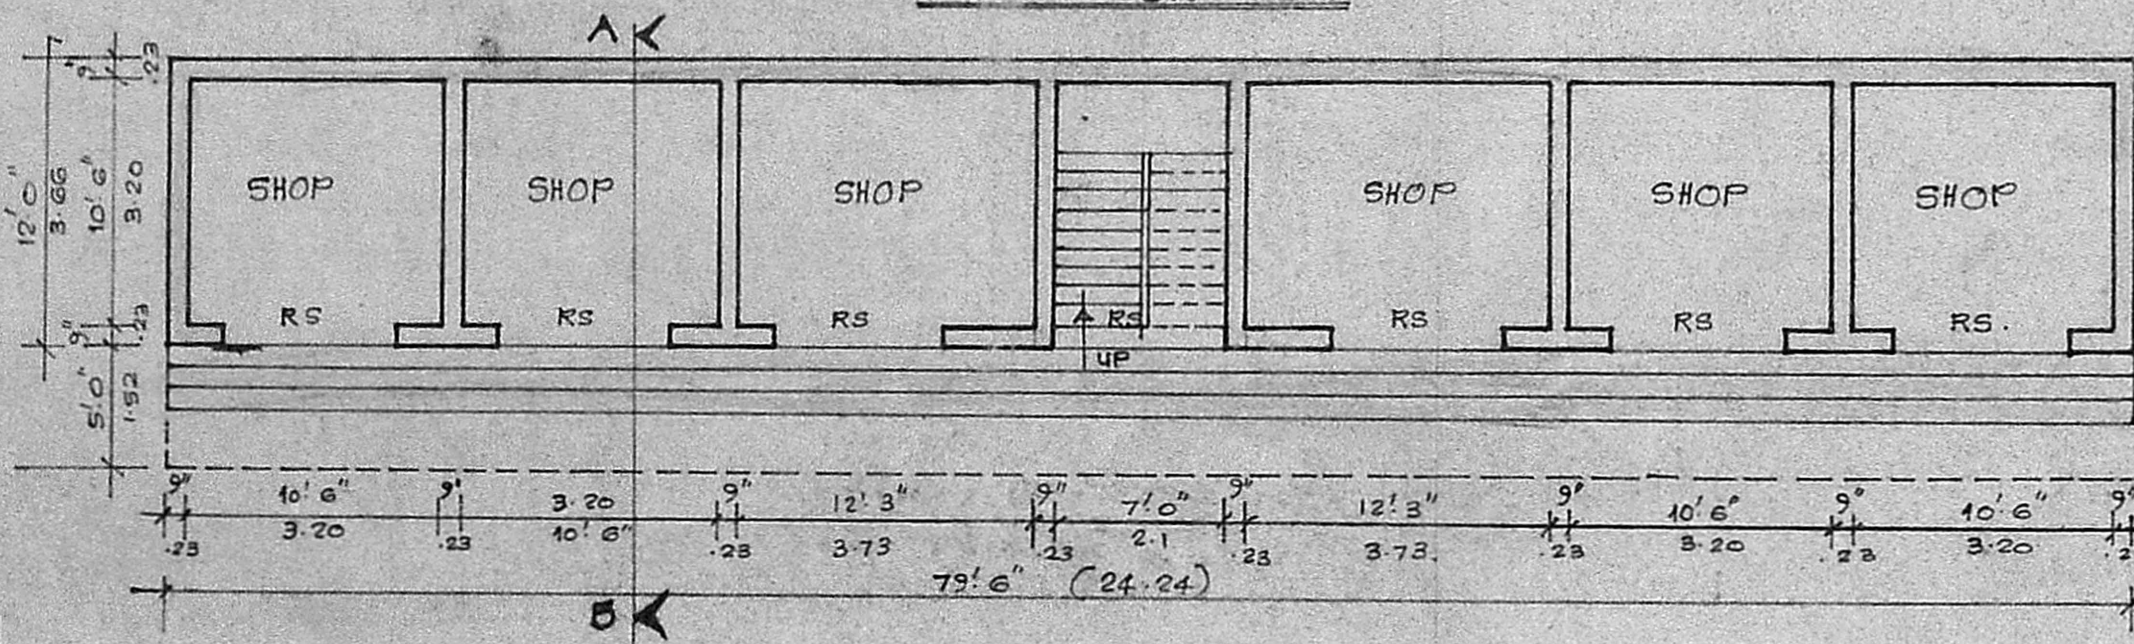 A
9"
.23
12'0"
3.66
10'6"
3.20
9"
.23
5'0"
1.52
SHOP SHOP SHOP SHOP SHOP SHOP
RS RS RS RS RS RS RS.
UP
9" 10'6" 9" 3.20 9" 12'3" 9" 7'0" 9" 12'3" 9" 10'6" 9" 10'6" 9"
.23 3.20 .23 10'6" .23 3.73 .23 2.1 .23 3.73. .23 3.20 .23 3.20
79'6" (24.24)
B